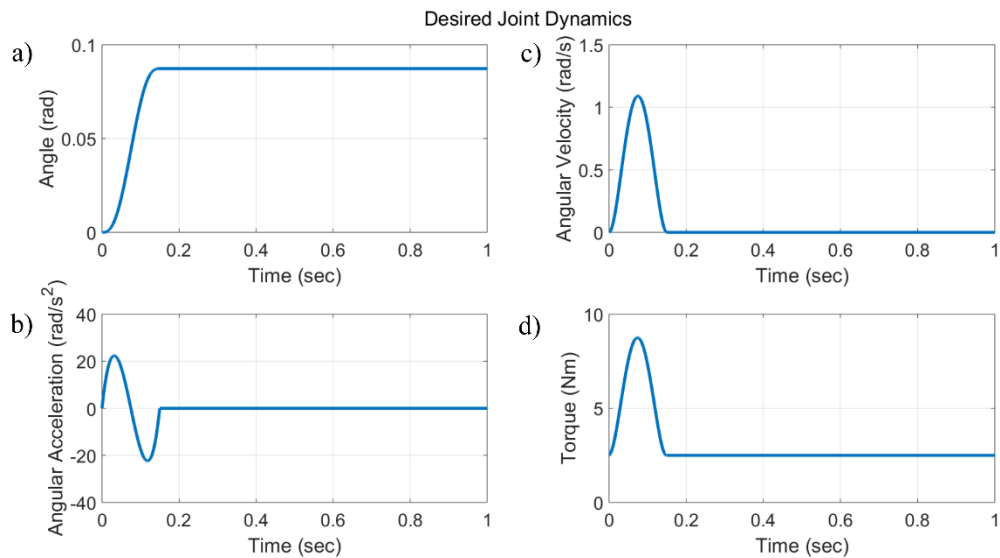 Desired Joint Dynamics
a)
Angle (rad)
0.1
0.05
0
0 0.2 0.4 0.6 0.8 1
Time (sec)
c)
Angular Velocity (rad/s)
1.5
1
0.5
0
0 0.2 0.4 0.6 0.8 1
Time (sec)
b)
Angular Acceleration (rad/s²)
40
20
0
-20
-40
0 0.2 0.4 0.6 0.8 1
Time (sec)
d)
Torque (Nm)
10
5
0
0 0.2 0.4 0.6 0.8 1
Time (sec)